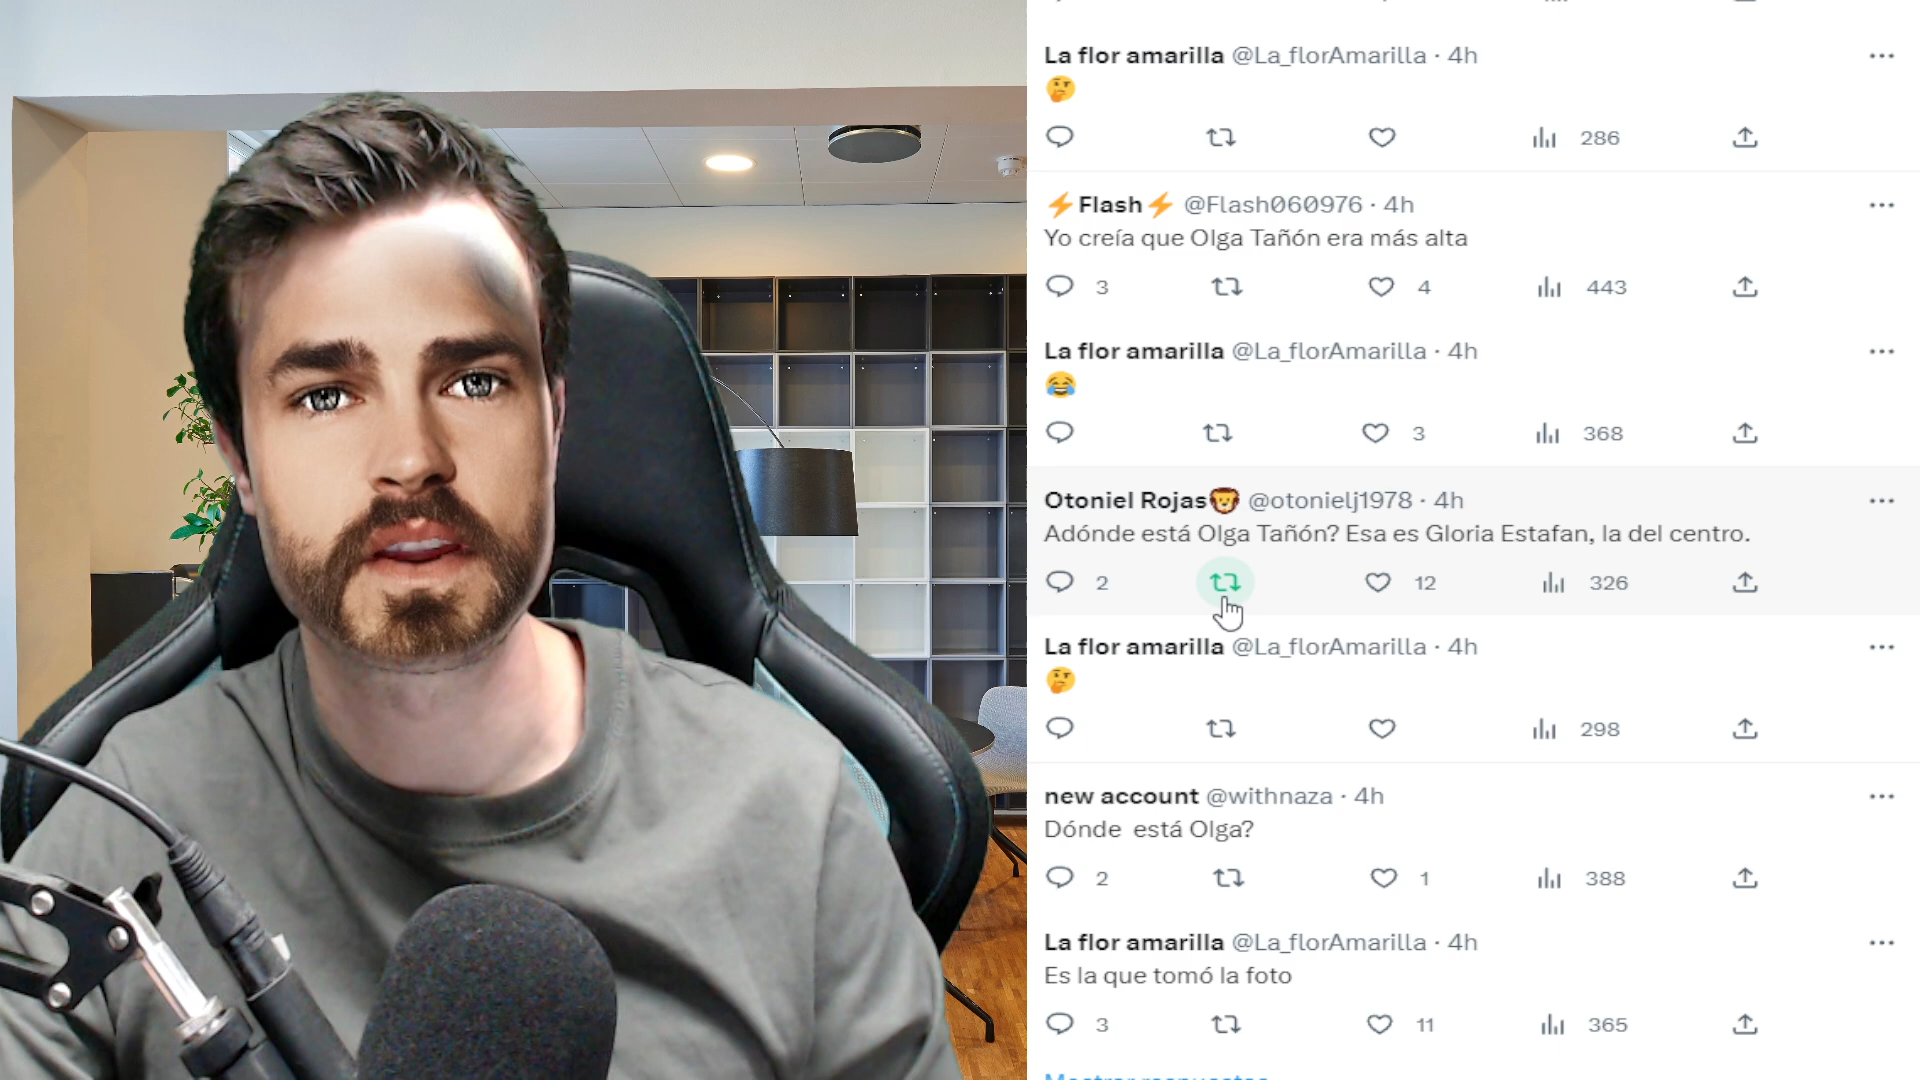 La flor amarilla @La_florAmarilla · 4h
🤔
286
⚡Flash⚡ @Flash060976 · 4h
Yo creía que Olga Tañón era más alta
3 4 443
La flor amarilla @La_florAmarilla · 4h
😂
3 368
Otoniel Rojas🦁 @otonielj1978 · 4h
Adónde está Olga Tañón? Esa es Gloria Estafan, la del centro.
2 12 326
La flor amarilla @La_florAmarilla · 4h
🤔
298
new account @withnaza · 4h
Dónde está Olga?
2 1 388
La flor amarilla @La_florAmarilla · 4h
Es la que tomó la foto
3 11 365
Mostrar respuestas